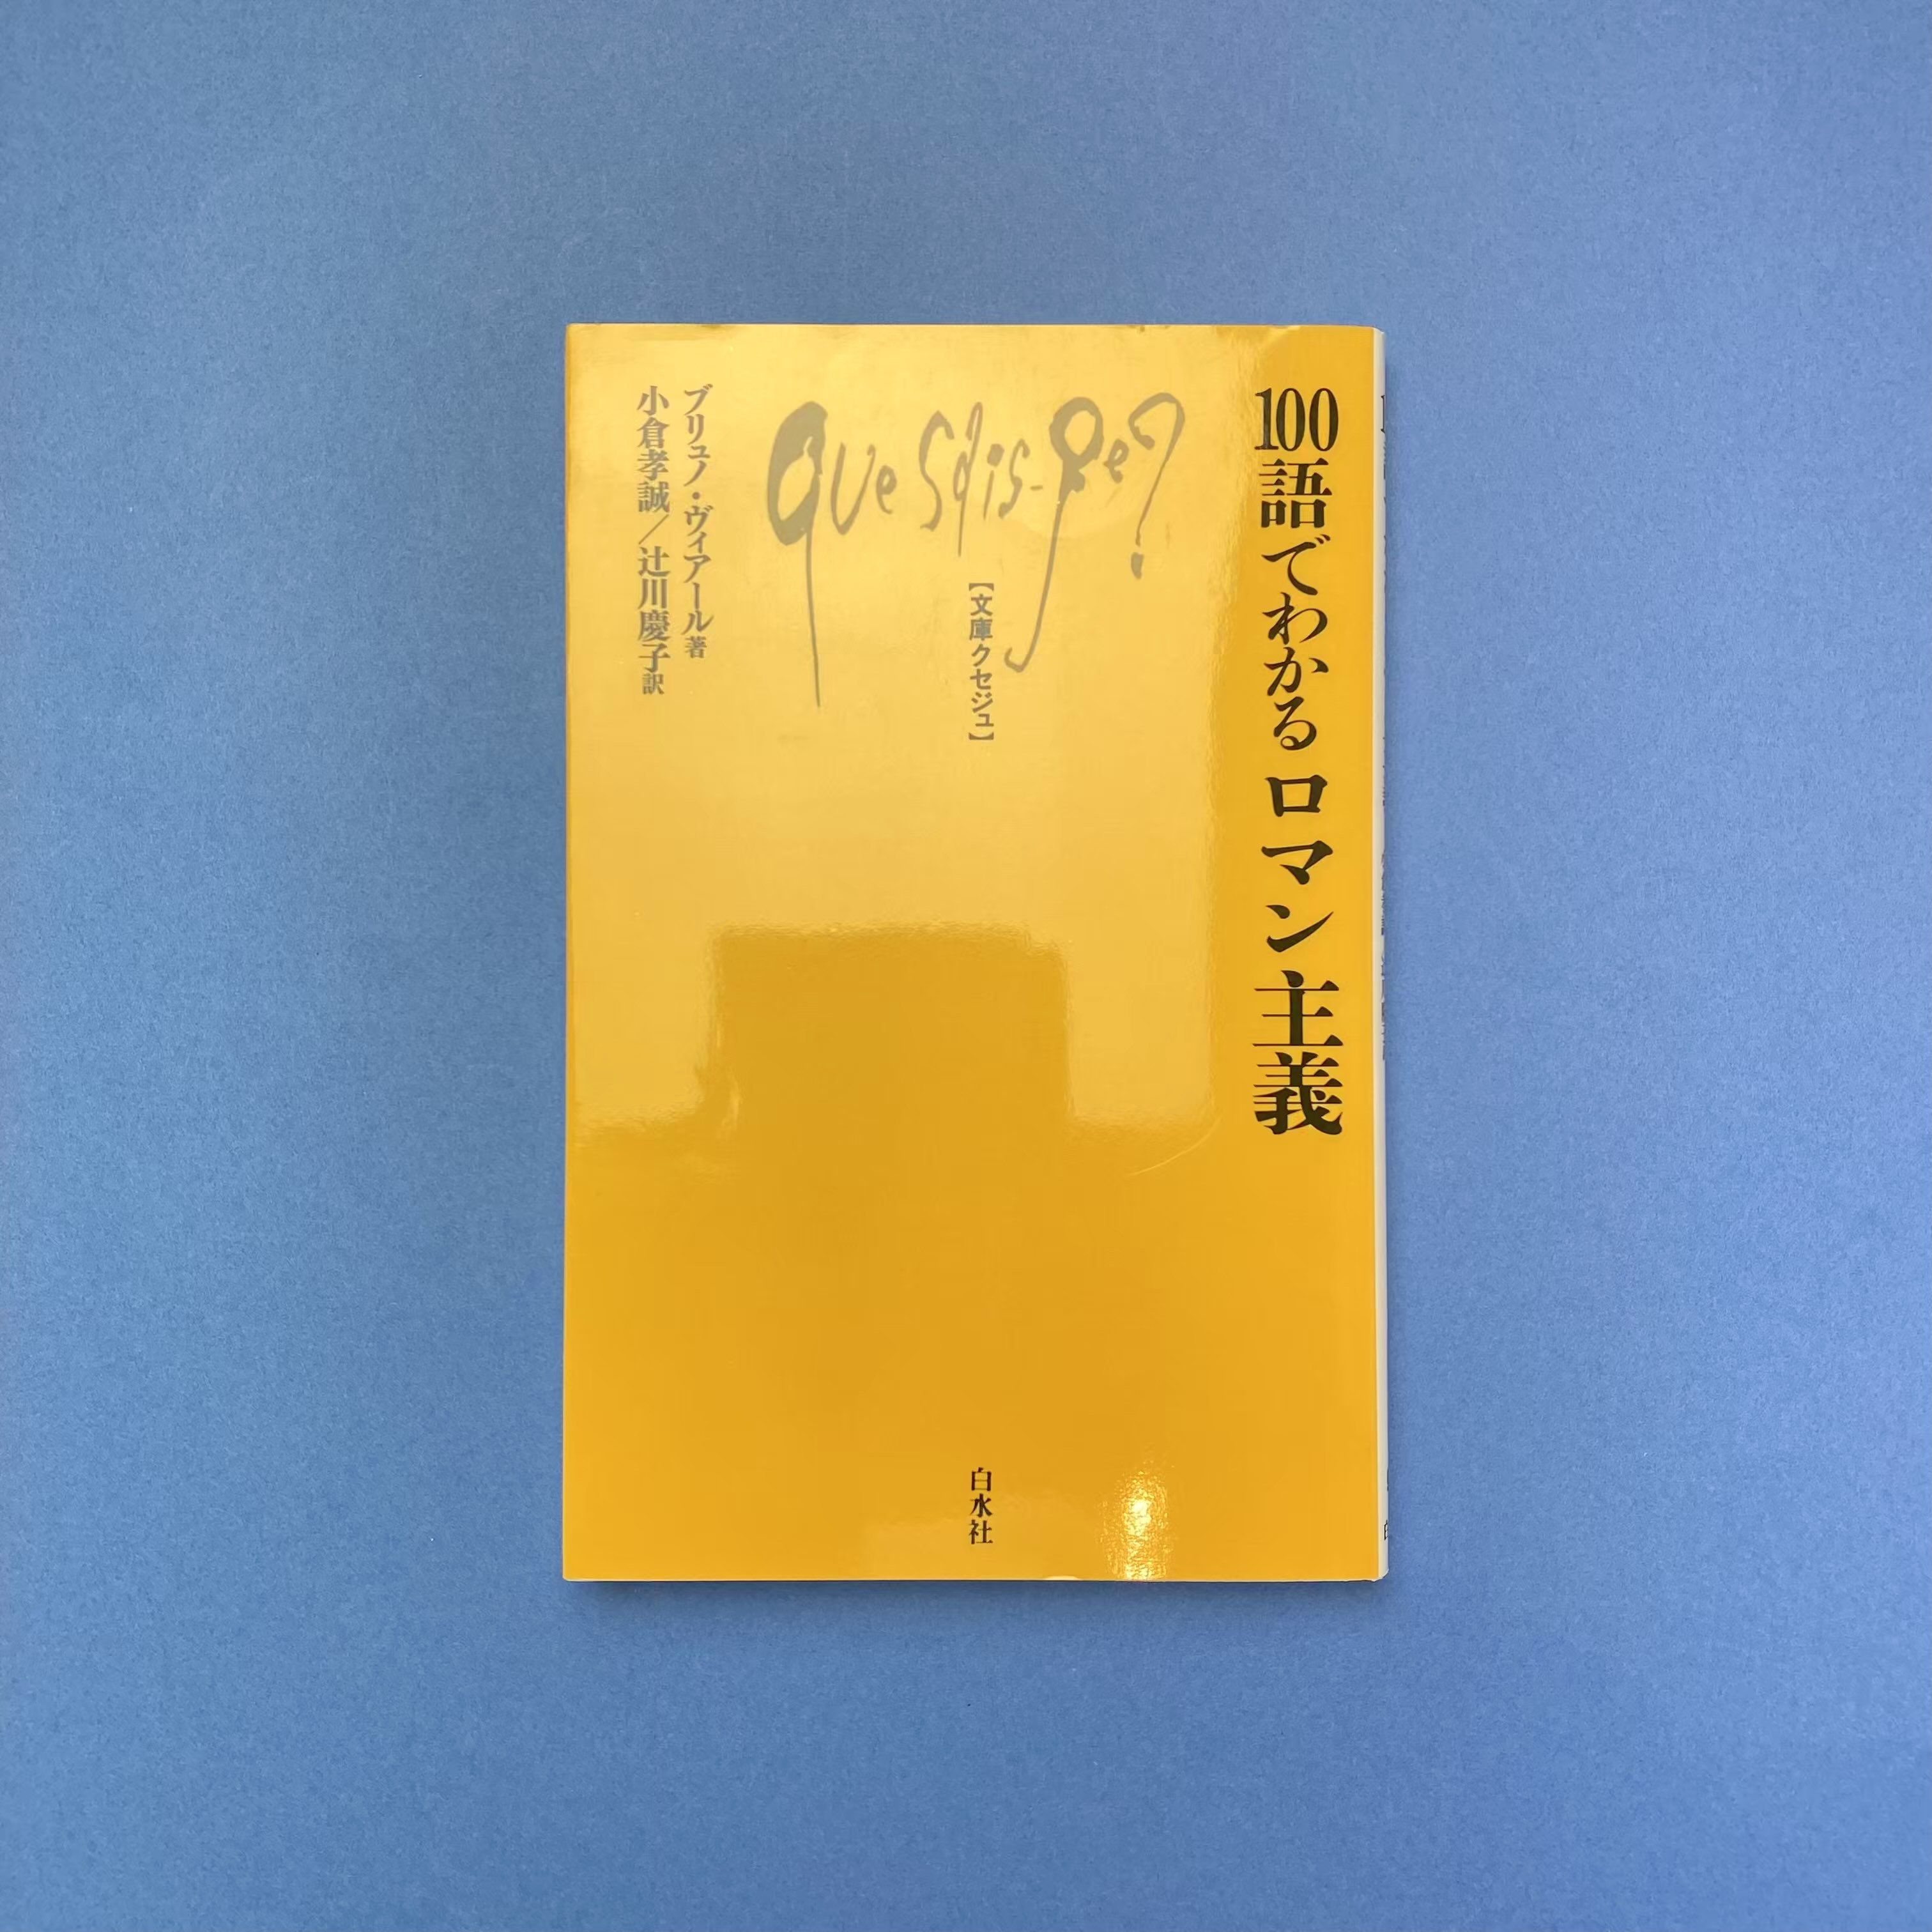 100語でわかるロマン主義
Que sais-je?
【文庫クセジュ】
ブリュノ・ヴィアール著
小倉孝誠／辻川慶子訳
白水社